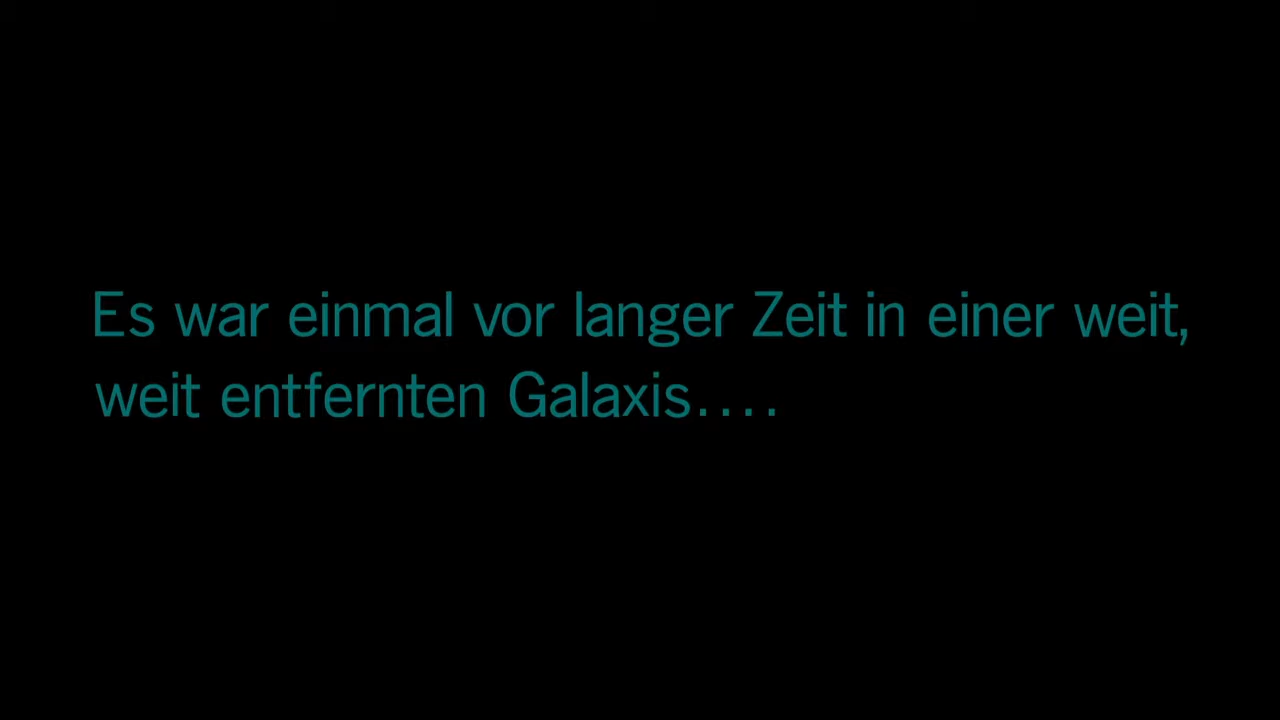 Es war einmal vor langer Zeit in einer weit,
weit entfernten Galaxis....